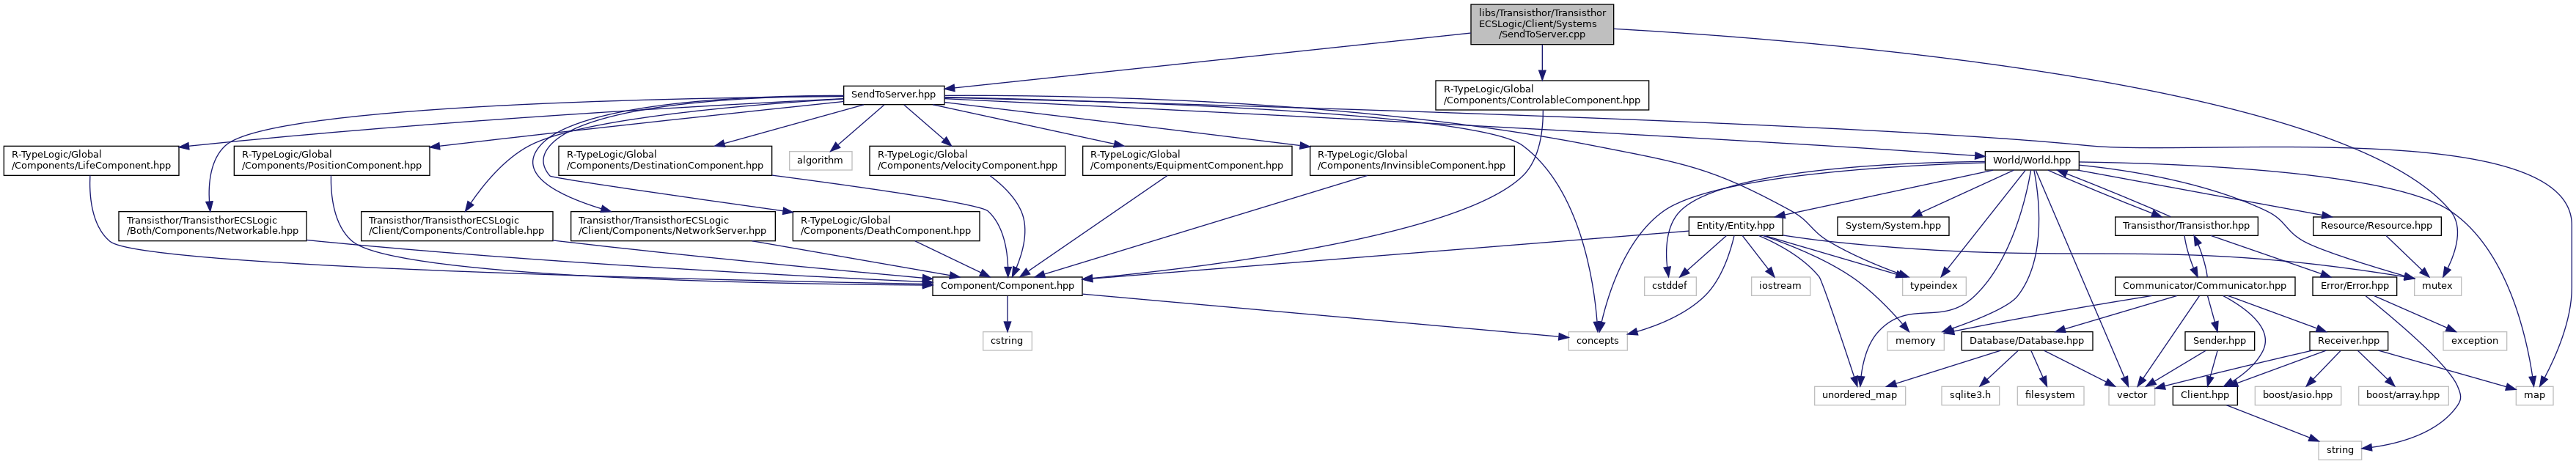 libs/Transisthor/Transisthor
ECSLogic/Client/Systems
/SendToServer.cpp
SendToServer.hpp
R-TypeLogic/Global
/Components/ControlableComponent.hpp
R-TypeLogic/Global
/Components/LifeComponent.hpp
R-TypeLogic/Global
/Components/PositionComponent.hpp
R-TypeLogic/Global
/Components/DestinationComponent.hpp
algorithm
R-TypeLogic/Global
/Components/VelocityComponent.hpp
R-TypeLogic/Global
/Components/EquipmentComponent.hpp
R-TypeLogic/Global
/Components/InvinsibleComponent.hpp
World/World.hpp
Transisthor/TransisthorECSLogic
/Both/Components/Networkable.hpp
Transisthor/TransisthorECSLogic
/Client/Components/Controllable.hpp
Transisthor/TransisthorECSLogic
/Client/Components/NetworkServer.hpp
R-TypeLogic/Global
/Components/DeathComponent.hpp
Entity/Entity.hpp
System/System.hpp
Transisthor/Transisthor.hpp
Resource/Resource.hpp
Component/Component.hpp
cstddef
iostream
typeindex
Communicator/Communicator.hpp
Error/Error.hpp
mutex
cstring
concepts
memory
Database/Database.hpp
Sender.hpp
Receiver.hpp
exception
unordered_map
sqlite3.h
filesystem
vector
Client.hpp
boost/asio.hpp
boost/array.hpp
map
string